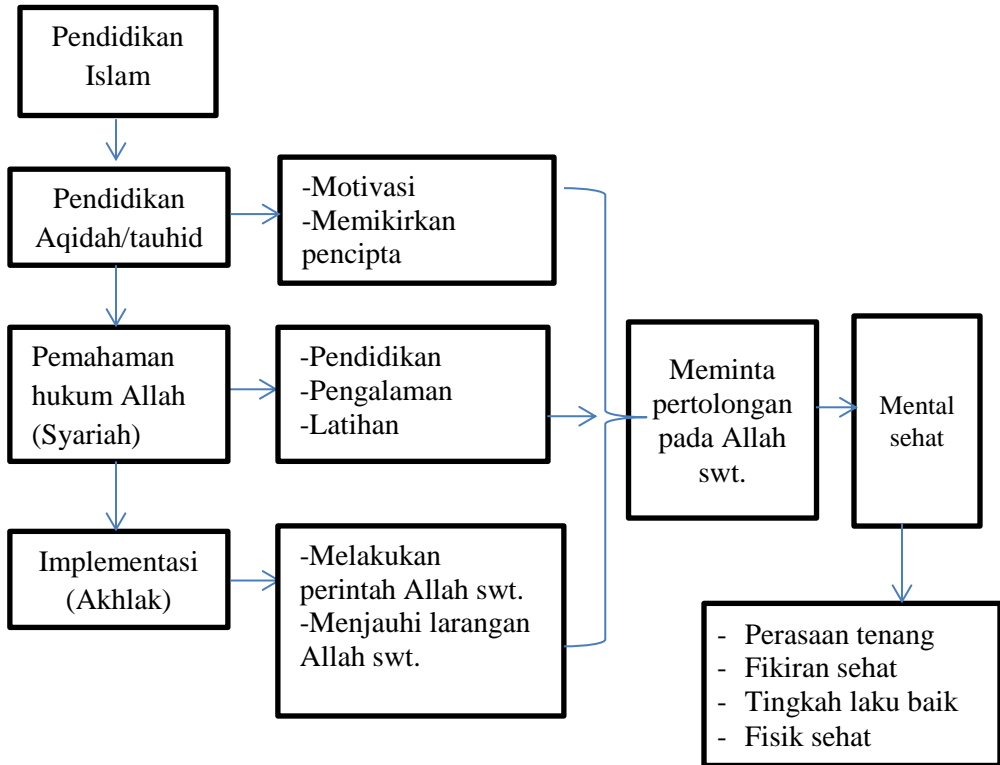 Pendidikan
Islam
Pendidikan
Aqidah/tauhid
-Motivasi
-Memikirkan
pencipta
Pemahaman
hukum Allah
(Syariah)
-Pendidikan
-Pengalaman
-Latihan
Meminta
pertolongan
pada Allah
swt.
Mental
sehat
Implementasi
(Akhlak)
-Melakukan
perintah Allah swt.
-Menjauhi larangan
Allah swt.
- Perasaan tenang
- Fikiran sehat
- Tingkah laku baik
- Fisik sehat